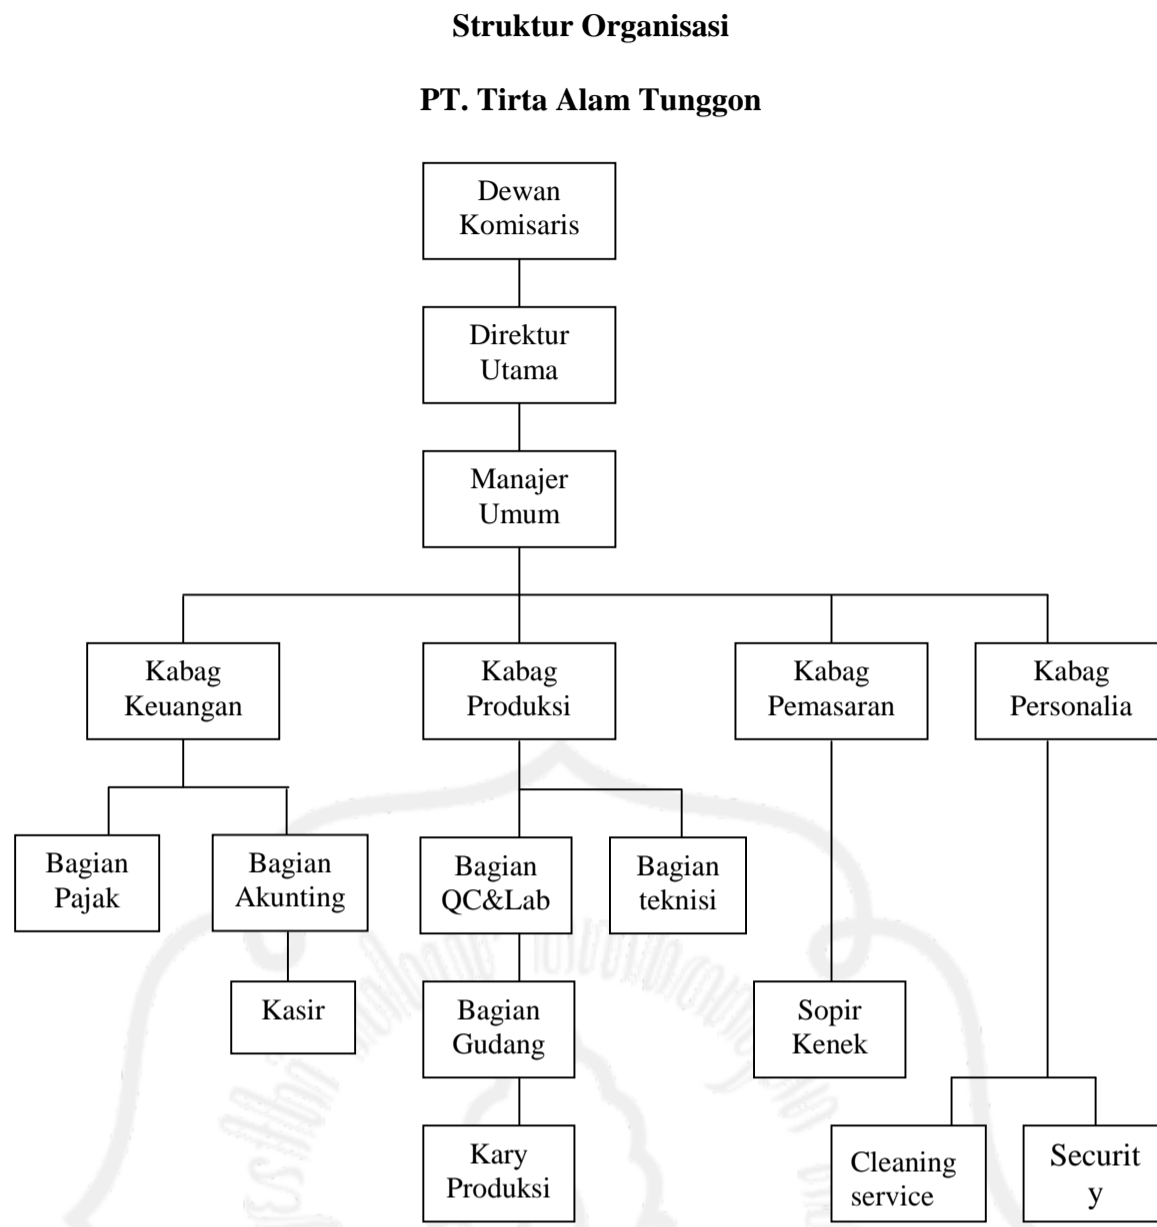 Struktur Organisasi
PT. Tirta Alam Tunggon
Dewan
Komisaris
Direktur
Utama
Manajer
Umum
Kabag
Keuangan
Kabag
Produksi
Kabag
Pemasaran
Kabag
Personalia
Bagian
Pajak
Bagian
Akunting
Bagian
QC&Lab
Bagian
teknisi
Kasir
Bagian
Gudang
Sopir
Kenek
Kary
Produksi
Cleaning
service
Securit
y